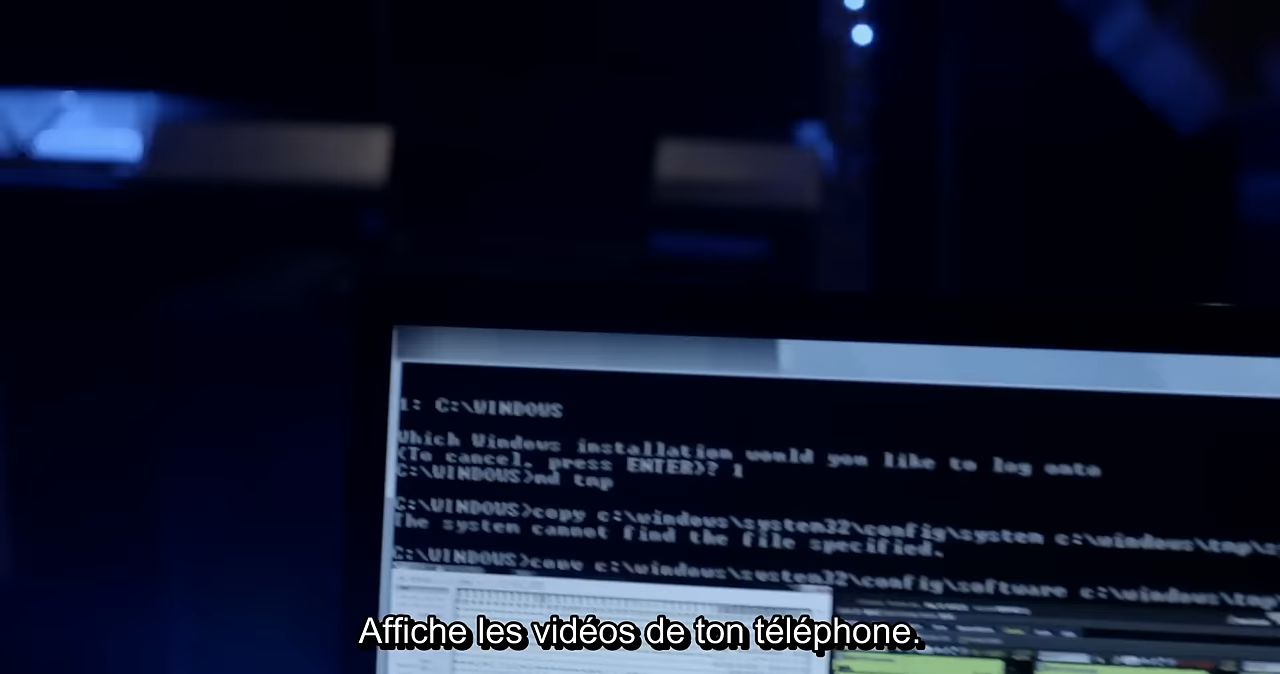 1: C:\WINDOWS
Which Windows installation would you like to log onto
(To cancel, press ENTER)? 1
C:\WINDOWS>md tmp
C:\WINDOWS>copy c:\windows\system32\config\system c:\windows\tmp\s
The system cannot find the file specified.
C:\WINDOWS>copy c:\windows\system32\config\software c:\windows\tmp\
Affiche les vidéos de ton téléphone.